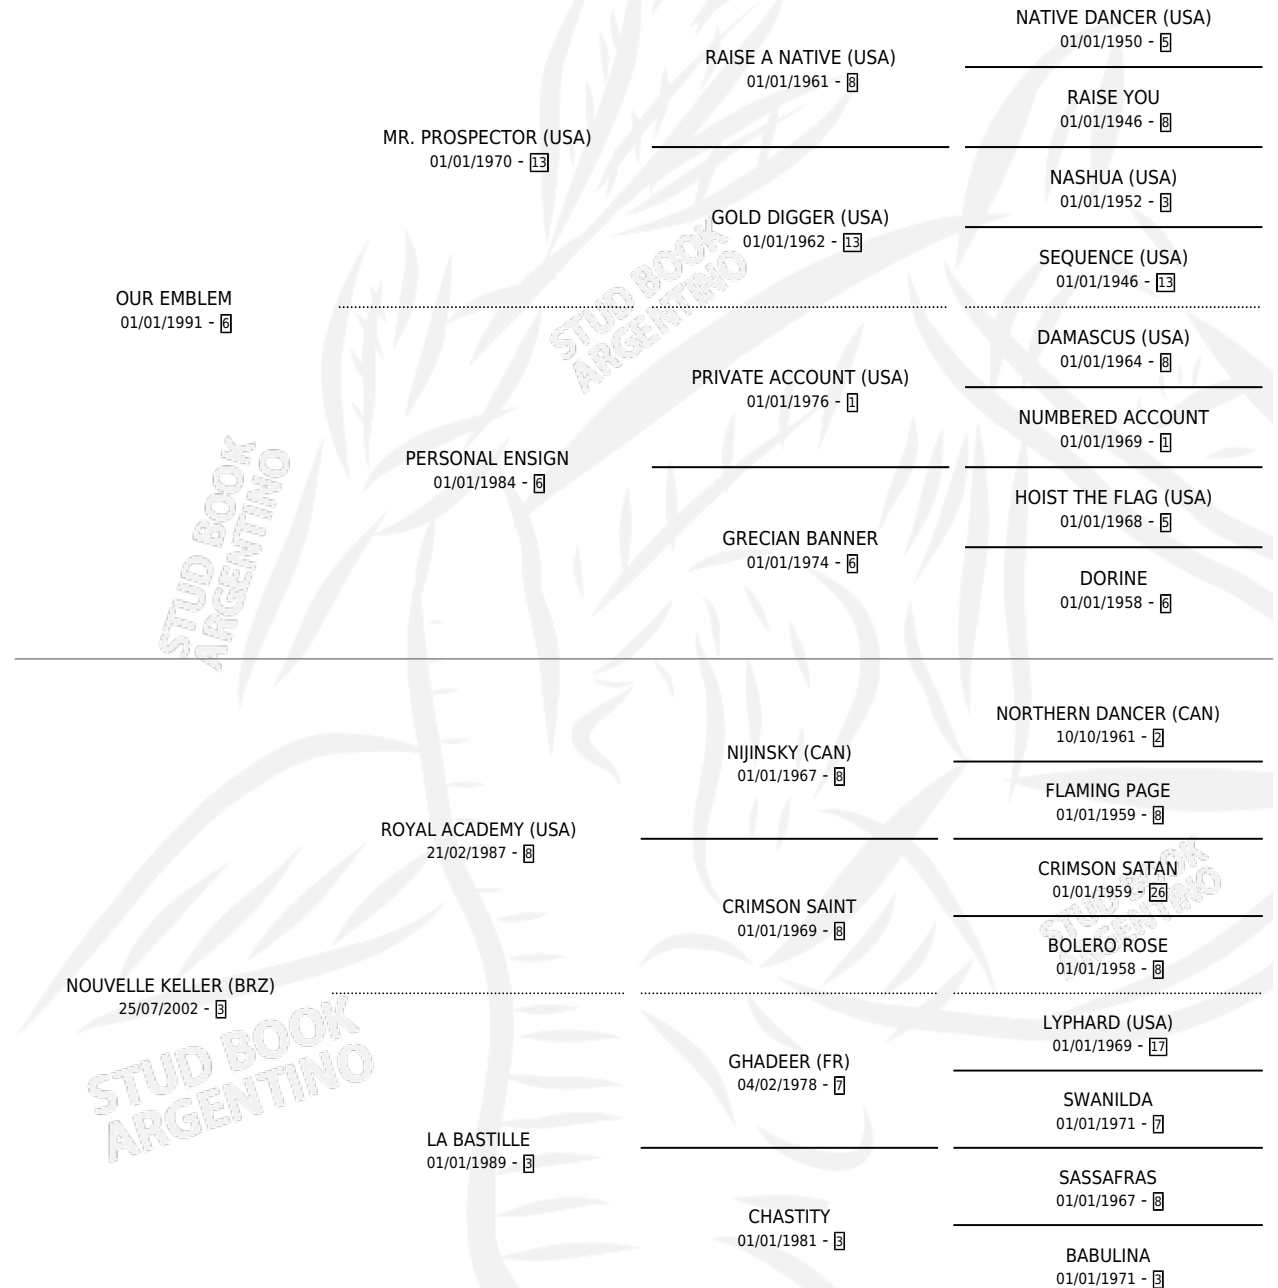 NATIVE DANCER (USA)
01/01/1950 - 5
RAISE A NATIVE (USA)
01/01/1961 - 8
RAISE YOU
01/01/1946 - 8
MR. PROSPECTOR (USA)
01/01/1970 - 13
NASHUA (USA)
01/01/1952 - 3
GOLD DIGGER (USA)
01/01/1962 - 13
SEQUENCE (USA)
01/01/1946 - 13
OUR EMBLEM
01/01/1991 - 6
DAMASCUS (USA)
01/01/1964 - 8
PRIVATE ACCOUNT (USA)
01/01/1976 - 1
NUMBERED ACCOUNT
01/01/1969 - 1
PERSONAL ENSIGN
01/01/1984 - 6
HOIST THE FLAG (USA)
01/01/1968 - 5
GRECIAN BANNER
01/01/1974 - 6
DORINE
01/01/1958 - 6
NORTHERN DANCER (CAN)
10/10/1961 - 2
NIJINSKY (CAN)
01/01/1967 - 8
FLAMING PAGE
01/01/1959 - 8
ROYAL ACADEMY (USA)
21/02/1987 - 8
CRIMSON SATAN
01/01/1959 - 26
CRIMSON SAINT
01/01/1969 - 8
BOLERO ROSE
01/01/1958 - 8
NOUVELLE KELLER (BRZ)
25/07/2002 - 3
LYPHARD (USA)
01/01/1969 - 17
GHADEER (FR)
04/02/1978 - 7
SWANILDA
01/01/1971 - 7
LA BASTILLE
01/01/1989 - 3
SASSAFRAS
01/01/1967 - 8
CHASTITY
01/01/1981 - 3
BABULINA
01/01/1971 - 3
STUD BOOK
ARGENTINO
STUD BOOK
ARGENTINO
STUD BOOK
ARGENTINO
STUD BOOK
ARGENTINO